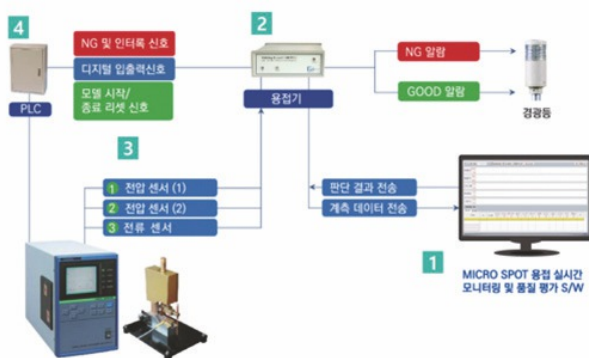 4
NG 및 인터록 신호
디지털 입출력신호
모델 시작/
종료 리셋 신호
PLC
2
용접기
NG 알람
GOOD 알람
경광등
3
1 전압 센서 (1)
2 전압 센서 (2)
3 전류 센서
판단 결과 전송
계측 데이터 전송
1
MICRO SPOT 용접 실시간
모니터링 및 품질 평가 S/W